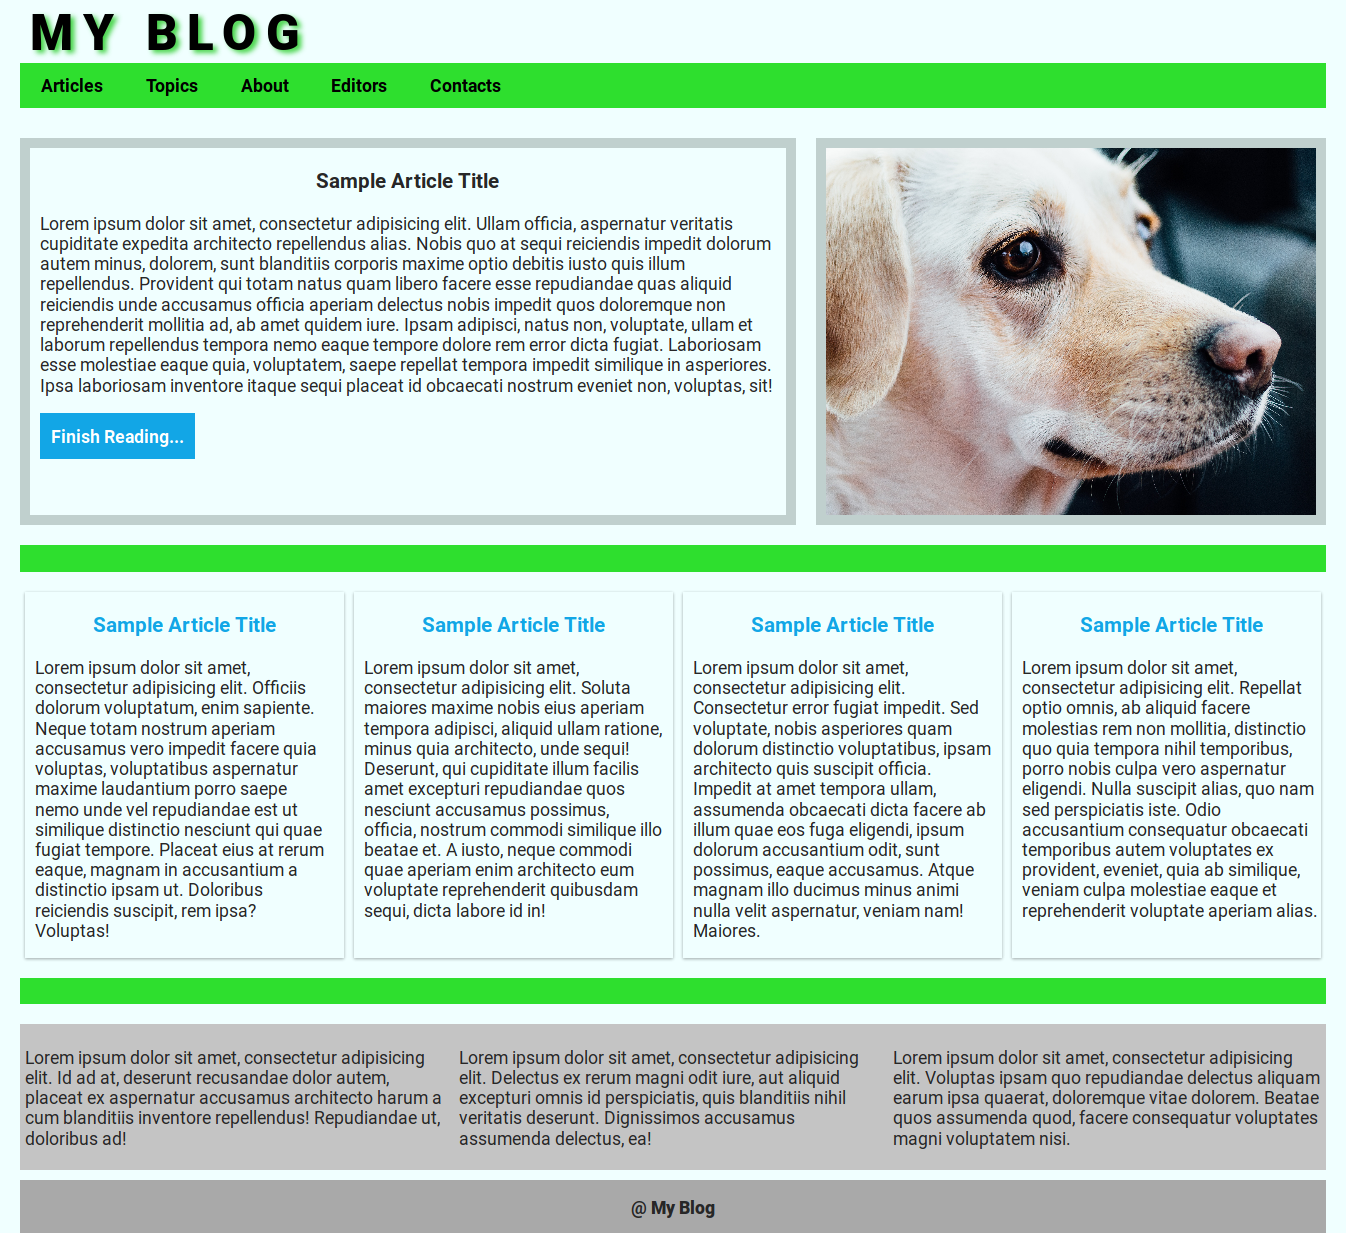 MY BLOG
Articles Topics About Editors Contacts
Sample Article Title
Lorem ipsum dolor sit amet, consectetur adipisicing elit. Ullam officia, aspernatur veritatis
cupiditate expedita architecto repellendus alias. Nobis quo at sequi reiciendis impedit dolorum
autem minus, dolorem, sunt blanditiis corporis maxime optio debitis iusto quis illum
repellendus. Provident qui totam natus quam libero facere esse repudiandae quas aliquid
reiciendis unde accusamus officia aperiam delectus nobis impedit quos doloremque non
reprehenderit mollitia ad, ab amet quidem iure. Ipsam adipisci, natus non, voluptate, ullam et
laborum repellendus tempora nemo eaque tempore dolore rem error dicta fugiat. Laboriosam
esse molestiae eaque quia, voluptatem, saepe repellat tempora impedit similique in asperiores.
Ipsa laboriosam inventore itaque sequi placeat id obcaecati nostrum eveniet non, voluptas, sit!
Finish Reading...
Sample Article Title
Lorem ipsum dolor sit amet,
consectetur adipisicing elit. Officiis
dolorum voluptatum, enim sapiente.
Neque totam nostrum aperiam
accusamus vero impedit facere quia
voluptas, voluptatibus aspernatur
maxime laudantium porro saepe
nemo unde vel repudiandae est ut
similique distinctio nesciunt qui quae
fugiat tempore. Placeat eius at rerum
eaque, magnam in accusantium a
distinctio ipsam ut. Doloribus
reiciendis suscipit, rem ipsa?
Voluptas!
Sample Article Title
Lorem ipsum dolor sit amet,
consectetur adipisicing elit. Soluta
maiores maxime nobis eius aperiam
tempora adipisci, aliquid ullam ratione,
minus quia architecto, unde sequi!
Deserunt, qui cupiditate illum facilis
amet excepturi repudiandae quos
nesciunt accusamus possimus,
officia, nostrum commodi similique illo
beatae et. A iusto, neque commodi
quae aperiam enim architecto eum
voluptate reprehenderit quibusdam
sequi, dicta labore id in!
Sample Article Title
Lorem ipsum dolor sit amet,
consectetur adipisicing elit.
Consectetur error fugiat impedit. Sed
voluptate, nobis asperiores quam
dolorum distinctio voluptatibus, ipsam
architecto quis suscipit officia.
Impedit at amet tempora ullam,
assumenda obcaecati dicta facere ab
illum quae eos fuga eligendi, ipsum
dolorum accusantium odit, sunt
possimus, eaque accusamus. Atque
magnam illo ducimus minus animi
nulla velit aspernatur, veniam nam!
Maiores.
Sample Article Title
Lorem ipsum dolor sit amet,
consectetur adipisicing elit. Repellat
optio omnis, ab aliquid facere
molestias rem non mollitia, distinctio
quo quia tempora nihil temporibus,
porro nobis culpa vero aspernatur
eligendi. Nulla suscipit alias, quo nam
sed perspiciatis iste. Odio
accusantium consequatur obcaecati
temporibus autem voluptates ex
provident, eveniet, quia ab similique,
veniam culpa molestiae eaque et
reprehenderit voluptate aperiam alias.
Lorem ipsum dolor sit amet, consectetur adipisicing
elit. Id ad at, deserunt recusandae dolor autem,
placeat ex aspernatur accusamus architecto harum a
cum blanditiis inventore repellendus! Repudiandae ut,
doloribus ad!
Lorem ipsum dolor sit amet, consectetur adipisicing
elit. Delectus ex rerum magni odit iure, aut aliquid
excepturi omnis id perspiciatis, quis blanditiis nihil
veritatis deserunt. Dignissimos accusamus
assumenda delectus, ea!
Lorem ipsum dolor sit amet, consectetur adipisicing
elit. Voluptas ipsam quo repudiandae delectus aliquam
earum ipsa quaerat, doloremque vitae dolorem. Beatae
quos assumenda quod, facere consequatur voluptates
magni voluptatem nisi.
@ My Blog